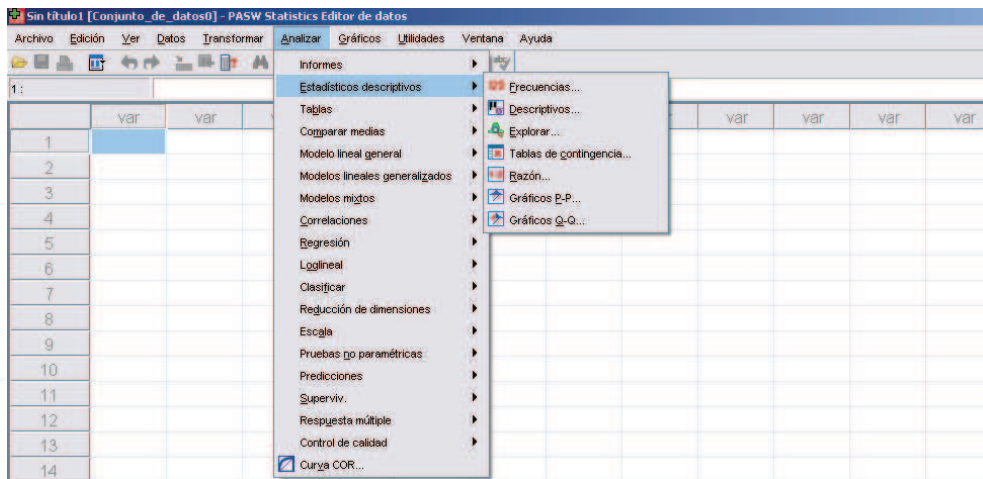 Sin título1 [Conjunto_de_datos0] - PASW Statistics Editor de datos
Archivo Edición Ver Datos Transformar Analizar Gráficos Utilidades Ventana Ayuda
1 :
var var var var var var
Informes
Estadísticos descriptivos
Tablas
Comparar medias
Modelo lineal general
Modelos lineales generalizados
Modelos mixtos
Correlaciones
Regresión
Loglineal
Clasificar
Reducción de dimensiones
Escala
Pruebas no paramétricas
Predicciones
Superviv.
Respuesta múltiple
Control de calidad
Curva COR...
Frecuencias...
Descriptivos...
Explorar...
Tablas de contingencia...
Razón...
Gráficos P-P...
Gráficos Q-Q...
1
2
3
4
5
6
7
8
9
10
11
12
13
14